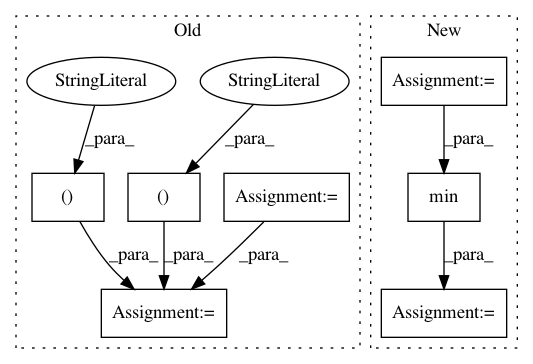 Old
New
StringLiteral
StringLiteral
Assignment:=
_para_
_para_
_para_
()
()
Assignment:=
min
_para_
_para_
_para_
_para_
Assignment:=
Assignment:=